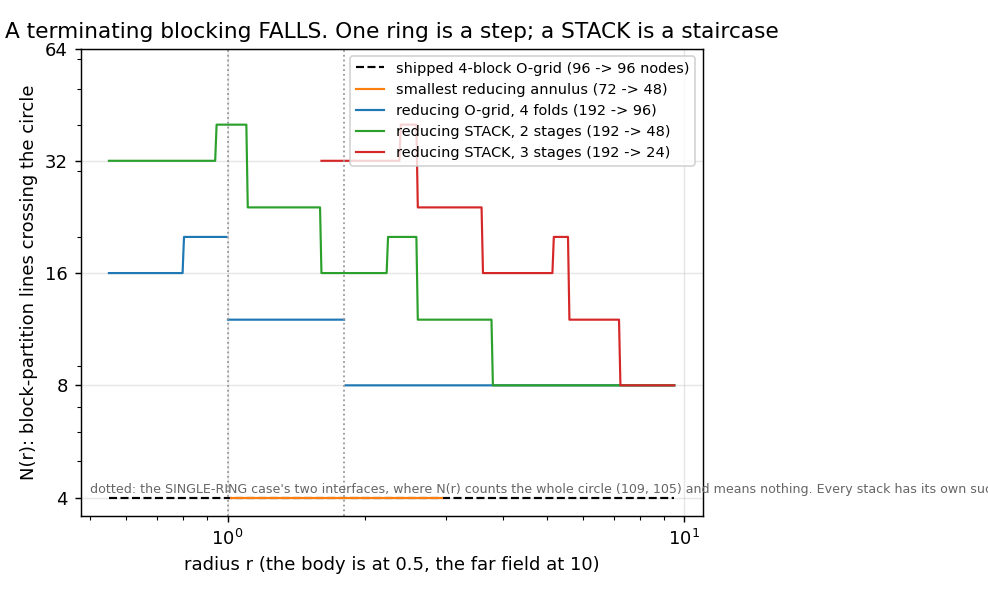 A terminating blocking FALLS. One ring is a step; a STACK is a staircase
64
32
16
8
4
N(r): block-partition lines crossing the circle
shipped 4-block O-grid (96 -> 96 nodes)
smallest reducing annulus (72 -> 48)
reducing O-grid, 4 folds (192 -> 96)
reducing STACK, 2 stages (192 -> 48)
reducing STACK, 3 stages (192 -> 24)
dotted: the SINGLE-RING case's two interfaces, where N(r) counts the whole circle (109, 105) and means nothing. Every stack has its own
10⁰
10¹
radius r (the body is at 0.5, the far field at 10)